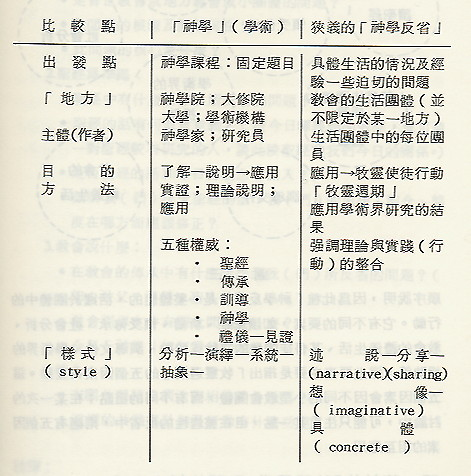 比較點 「神學」(學術) 狹義的「神學反省」
出發點 神學課程：固定題目 具體生活的情況及經
驗一些迫切的問題
「地方」 神學院；大修院 教會的生活團體（並
大學；學術機構 不限定於某一地方）
主體(作者) 神學家；研究員 生活團體中的每位團
員
目的 了解一說明→應用 應用→牧靈使徒行動
方法 實證；理論說明； 「牧靈週期」
應用 應用學術界研究的結
果
五種權威： 强調理論與實踐（行
・ 聖經 動）的整合
・ 傳承
・ 訓導
・ 神學
・ 禮儀一見證
「樣式」 分析一演繹一系統一 述說一分享一
( style ) 抽象 (narrative)(sharing)
想像一
( imaginative )
具體
( concrete )